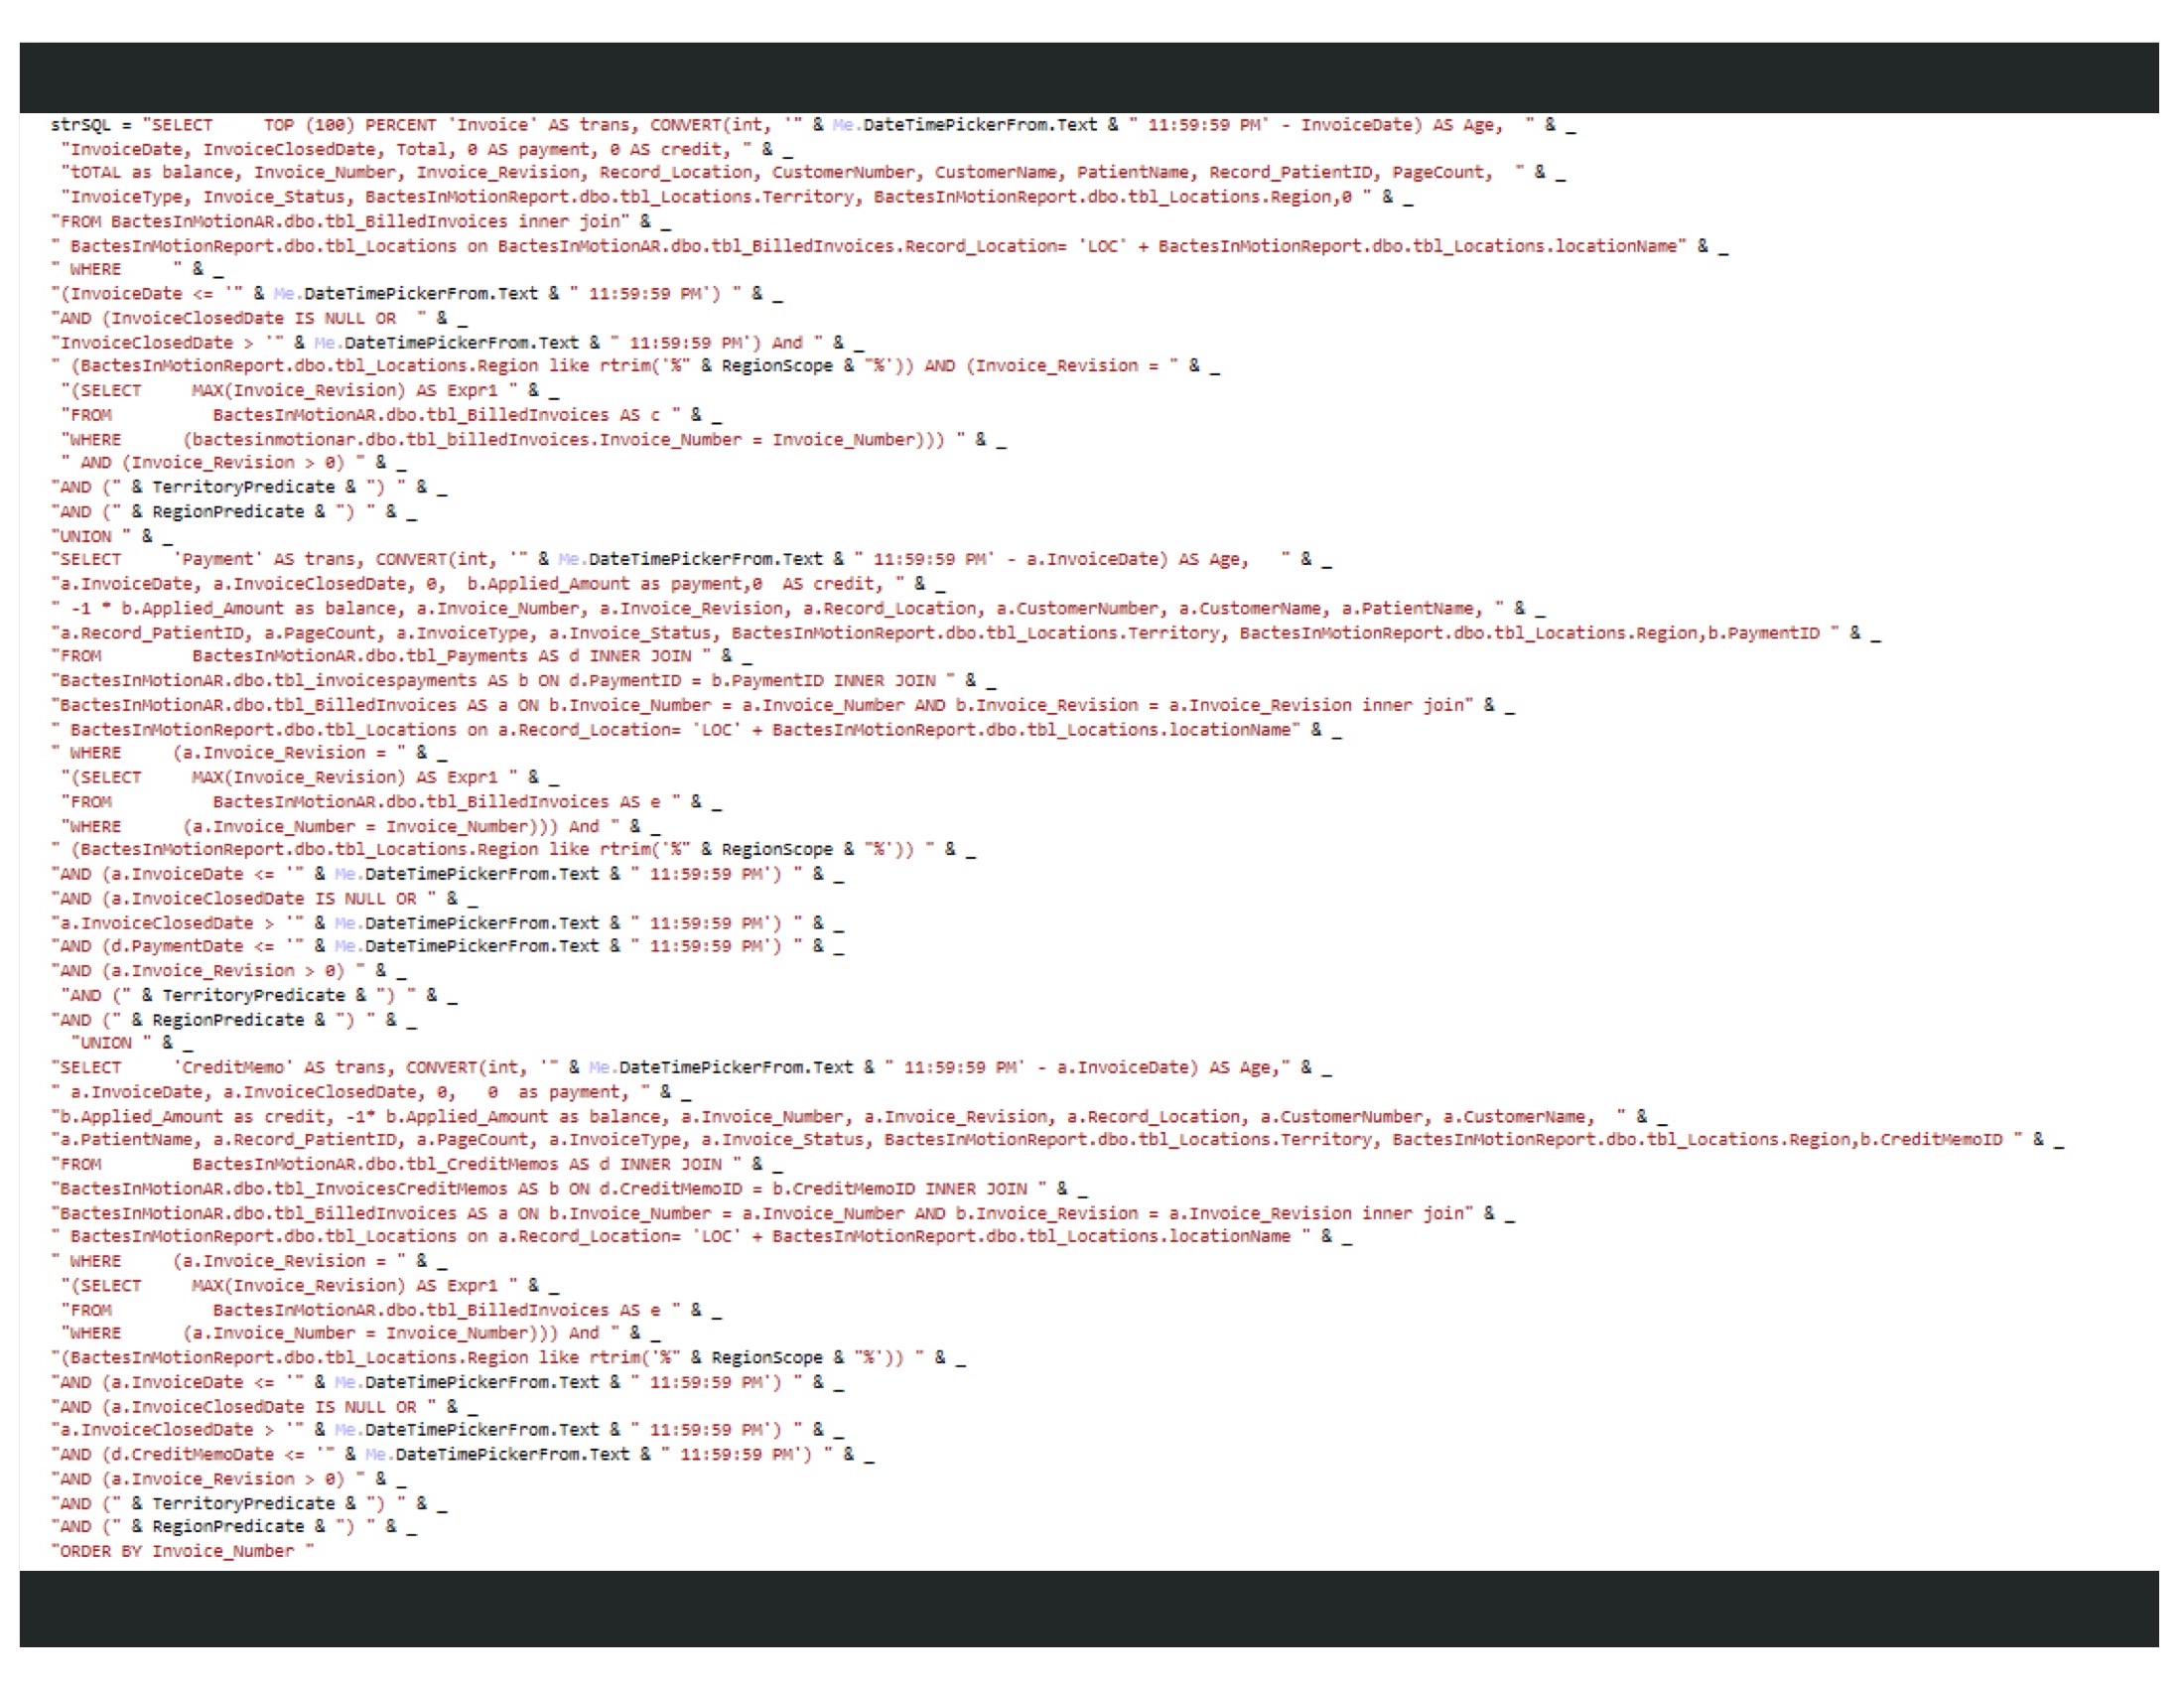 strSQL = "SELECT     TOP (100) PERCENT 'Invoice' AS trans, CONVERT(int, '" & Me.DateTimePickerFrom.Text & " 11:59:59 PM' - InvoiceDate) AS Age,  " & _
"InvoiceDate, InvoiceClosedDate, Total, 0 AS payment, 0 AS credit, " & _
"tOTAL as balance, Invoice_Number, Invoice_Revision, Record_Location, CustomerNumber, CustomerName, PatientName, Record_PatientID, PageCount,  " & _
"InvoiceType, Invoice_Status, BactesInMotionReport.dbo.tbl_Locations.Territory, BactesInMotionReport.dbo.tbl_Locations.Region,0 " & _
"FROM BactesInMotionAR.dbo.tbl_BilledInvoices inner join" & _
" BactesInMotionReport.dbo.tbl_Locations on BactesInMotionAR.dbo.tbl_BilledInvoices.Record_Location= 'LOC' + BactesInMotionReport.dbo.tbl_Locations.locationName" & _
" WHERE     " & _
"(InvoiceDate <= '" & Me.DateTimePickerFrom.Text & " 11:59:59 PM') " & _
"AND (InvoiceClosedDate IS NULL OR  " & _
"InvoiceClosedDate > '" & Me.DateTimePickerFrom.Text & " 11:59:59 PM') And " & _
" (BactesInMotionReport.dbo.tbl_Locations.Region like rtrim('%" & RegionScope & "%')) AND (Invoice_Revision = " & _
"(SELECT     MAX(Invoice_Revision) AS Expr1 " & _
"FROM          BactesInMotionAR.dbo.tbl_BilledInvoices AS c " & _
"WHERE      (bactesinmotionar.dbo.tbl_billedInvoices.Invoice_Number = Invoice_Number))) " & _
" AND (Invoice_Revision > 0) " & _
"AND (" & TerritoryPredicate & ") " & _
"AND (" & RegionPredicate & ") " & _
"UNION " & _
"SELECT     'Payment' AS trans, CONVERT(int, '" & Me.DateTimePickerFrom.Text & " 11:59:59 PM' - a.InvoiceDate) AS Age,   " & _
"a.InvoiceDate, a.InvoiceClosedDate, 0,  b.Applied_Amount as payment,0  AS credit, " & _
" -1 * b.Applied_Amount as balance, a.Invoice_Number, a.Invoice_Revision, a.Record_Location, a.CustomerNumber, a.CustomerName, a.PatientName, " & _
"a.Record_PatientID, a.PageCount, a.InvoiceType, a.Invoice_Status, BactesInMotionReport.dbo.tbl_Locations.Territory, BactesInMotionReport.dbo.tbl_Locations.Region,b.PaymentID " & _
"FROM         BactesInMotionAR.dbo.tbl_Payments AS d INNER JOIN " & _
"BactesInMotionAR.dbo.tbl_invoicespayments AS b ON d.PaymentID = b.PaymentID INNER JOIN " & _
"BactesInMotionAR.dbo.tbl_BilledInvoices AS a ON b.Invoice_Number = a.Invoice_Number AND b.Invoice_Revision = a.Invoice_Revision inner join" & _
" BactesInMotionReport.dbo.tbl_Locations on a.Record_Location= 'LOC' + BactesInMotionReport.dbo.tbl_Locations.locationName" & _
" WHERE     (a.Invoice_Revision = " & _
"(SELECT     MAX(Invoice_Revision) AS Expr1 " & _
"FROM          BactesInMotionAR.dbo.tbl_BilledInvoices AS e " & _
"WHERE      (a.Invoice_Number = Invoice_Number))) And " & _
" (BactesInMotionReport.dbo.tbl_Locations.Region like rtrim('%" & RegionScope & "%')) " & _
"AND (a.InvoiceDate <= '" & Me.DateTimePickerFrom.Text & " 11:59:59 PM') " & _
"AND (a.InvoiceClosedDate IS NULL OR " & _
"a.InvoiceClosedDate > '" & Me.DateTimePickerFrom.Text & " 11:59:59 PM') " & _
"AND (d.PaymentDate <= '" & Me.DateTimePickerFrom.Text & " 11:59:59 PM') " & _
"AND (a.Invoice_Revision > 0) " & _
"AND (" & TerritoryPredicate & ") " & _
"AND (" & RegionPredicate & ") " & _
"UNION " & _
"SELECT     'CreditMemo' AS trans, CONVERT(int, '" & Me.DateTimePickerFrom.Text & " 11:59:59 PM' - a.InvoiceDate) AS Age," & _
" a.InvoiceDate, a.InvoiceClosedDate, 0,   0  as payment, " & _
"b.Applied_Amount as credit, -1* b.Applied_Amount as balance, a.Invoice_Number, a.Invoice_Revision, a.Record_Location, a.CustomerNumber, a.CustomerName,  " & _
"a.PatientName, a.Record_PatientID, a.PageCount, a.InvoiceType, a.Invoice_Status, BactesInMotionReport.dbo.tbl_Locations.Territory, BactesInMotionReport.dbo.tbl_Locations.Region,b.CreditMemoID " & _
"FROM         BactesInMotionAR.dbo.tbl_CreditMemos AS d INNER JOIN " & _
"BactesInMotionAR.dbo.tbl_InvoicesCreditMemos AS b ON d.CreditMemoID = b.CreditMemoID INNER JOIN " & _
"BactesInMotionAR.dbo.tbl_BilledInvoices AS a ON b.Invoice_Number = a.Invoice_Number AND b.Invoice_Revision = a.Invoice_Revision inner join" & _
" BactesInMotionReport.dbo.tbl_Locations on a.Record_Location= 'LOC' + BactesInMotionReport.dbo.tbl_Locations.locationName " & _
" WHERE     (a.Invoice_Revision = " & _
"(SELECT     MAX(Invoice_Revision) AS Expr1 " & _
"FROM          BactesInMotionAR.dbo.tbl_BilledInvoices AS e " & _
"WHERE      (a.Invoice_Number = Invoice_Number))) And " & _
"(BactesInMotionReport.dbo.tbl_Locations.Region like rtrim('%" & RegionScope & "%')) " & _
"AND (a.InvoiceDate <= '" & Me.DateTimePickerFrom.Text & " 11:59:59 PM') " & _
"AND (a.InvoiceClosedDate IS NULL OR " & _
"a.InvoiceClosedDate > '" & Me.DateTimePickerFrom.Text & " 11:59:59 PM') " & _
"AND (d.CreditMemoDate <= '" & Me.DateTimePickerFrom.Text & " 11:59:59 PM') " & _
"AND (a.Invoice_Revision > 0) " & _
"AND (" & TerritoryPredicate & ") " & _
"AND (" & RegionPredicate & ") " & _
"ORDER BY Invoice_Number "